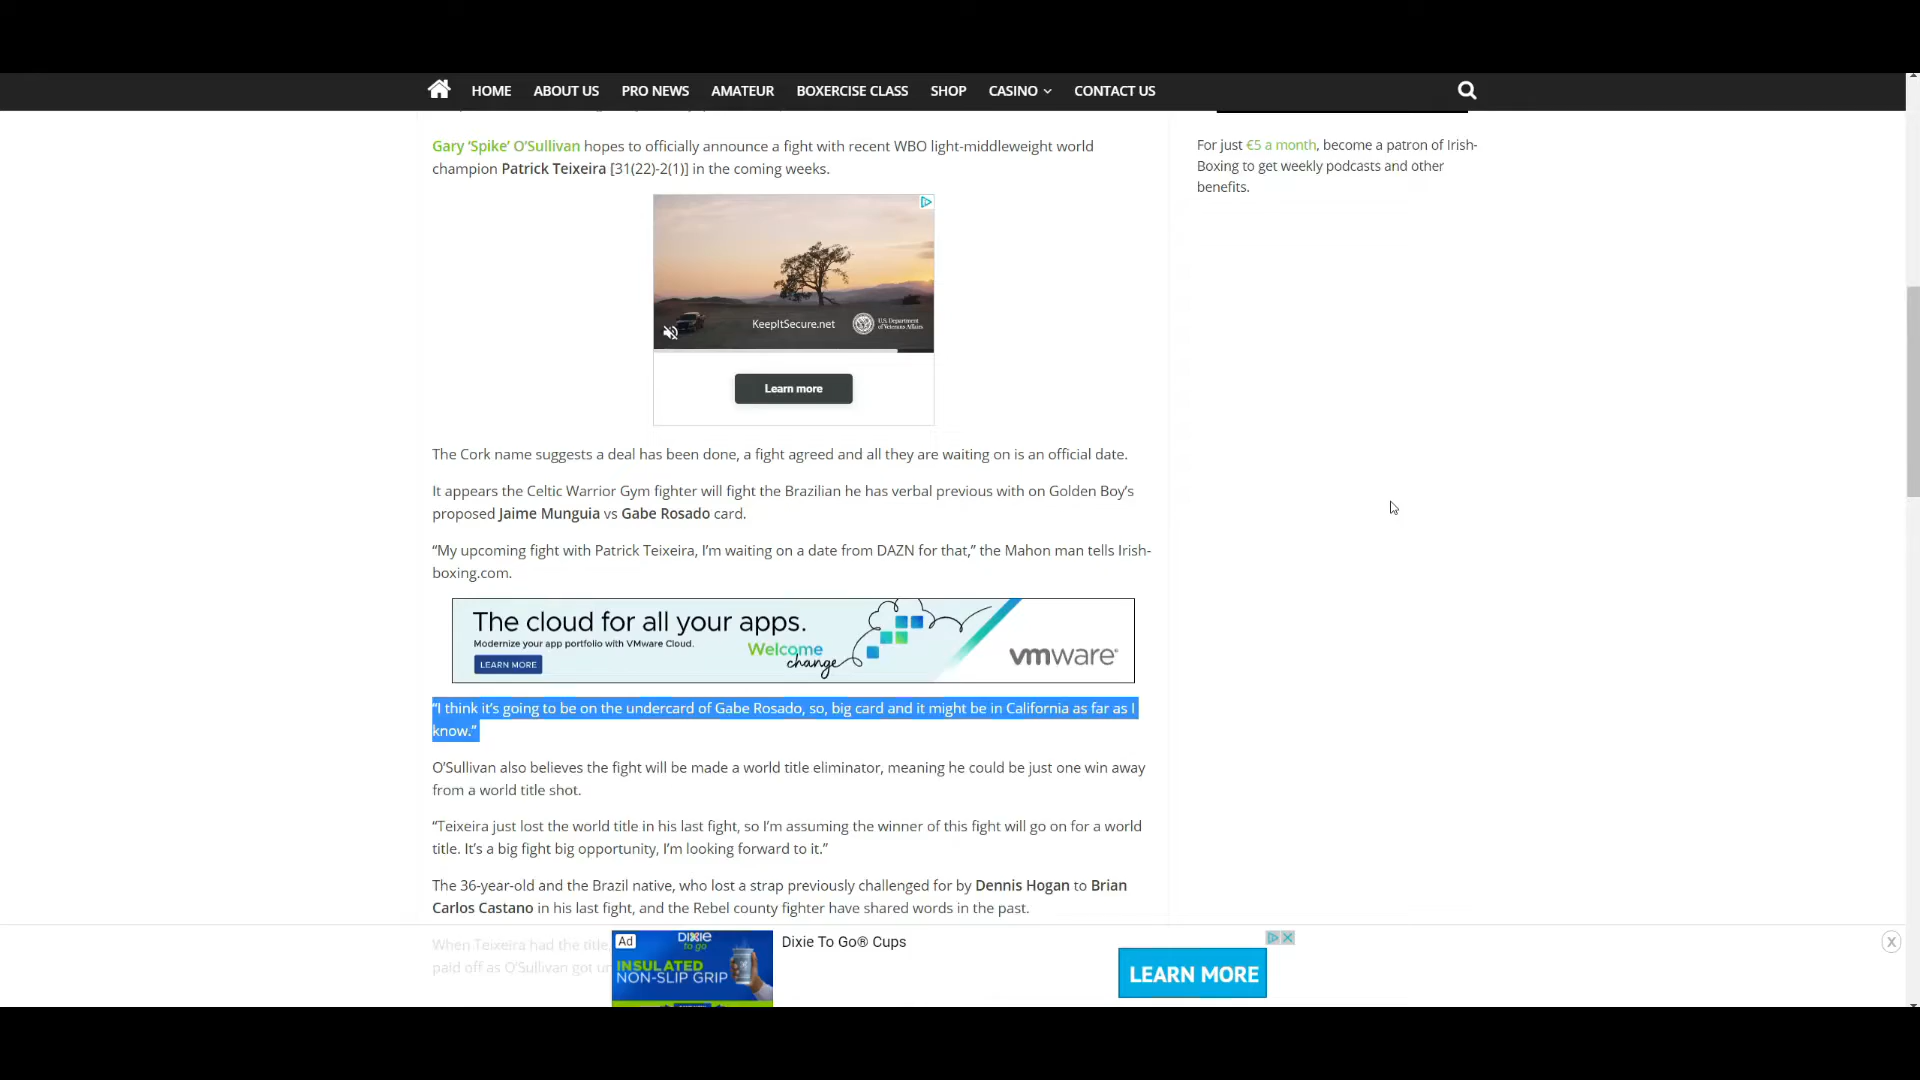 HOME ABOUT US PRO NEWS AMATEUR BOXERCISE CLASS SHOP CASINO CONTACT US
Gary ‘Spike’ O’Sullivan hopes to officially announce a fight with recent WBO light-middleweight world
champion Patrick Teixeira [31(22)-2(1)] in the coming weeks.
For just €5 a month, become a patron of Irish-
Boxing to get weekly podcasts and other
benefits.
KeepItSecure.net
U.S. Department
of Veterans Affairs
Learn more
The Cork name suggests a deal has been done, a fight agreed and all they are waiting on is an official date.
It appears the Celtic Warrior Gym fighter will fight the Brazilian he has verbal previous with on Golden Boy’s
proposed Jaime Munguia vs Gabe Rosado card.
“My upcoming fight with Patrick Teixeira, I’m waiting on a date from DAZN for that,” the Mahon man tells Irish-
boxing.com.
The cloud for all your apps.
Modernize your app portfolio with VMware Cloud.
LEARN MORE
Welcome
change
vmware
“I think it’s going to be on the undercard of Gabe Rosado, so, big card and it might be in California as far as I
know.”
O’Sullivan also believes the fight will be made a world title eliminator, meaning he could be just one win away
from a world title shot.
“Teixeira just lost the world title in his last fight, so I’m assuming the winner of this fight will go on for a world
title. It’s a big fight big opportunity, I’m looking forward to it.”
The 36-year-old and the Brazil native, who lost a strap previously challenged for by Dennis Hogan to Brian
Carlos Castano in his last fight, and the Rebel county fighter have shared words in the past.
When Teixeira had the title,
paid off as O’Sullivan got
Ad
DIXIE
to go
INSULATED
NON-SLIP GRIP
Dixie To Go® Cups
LEARN MORE